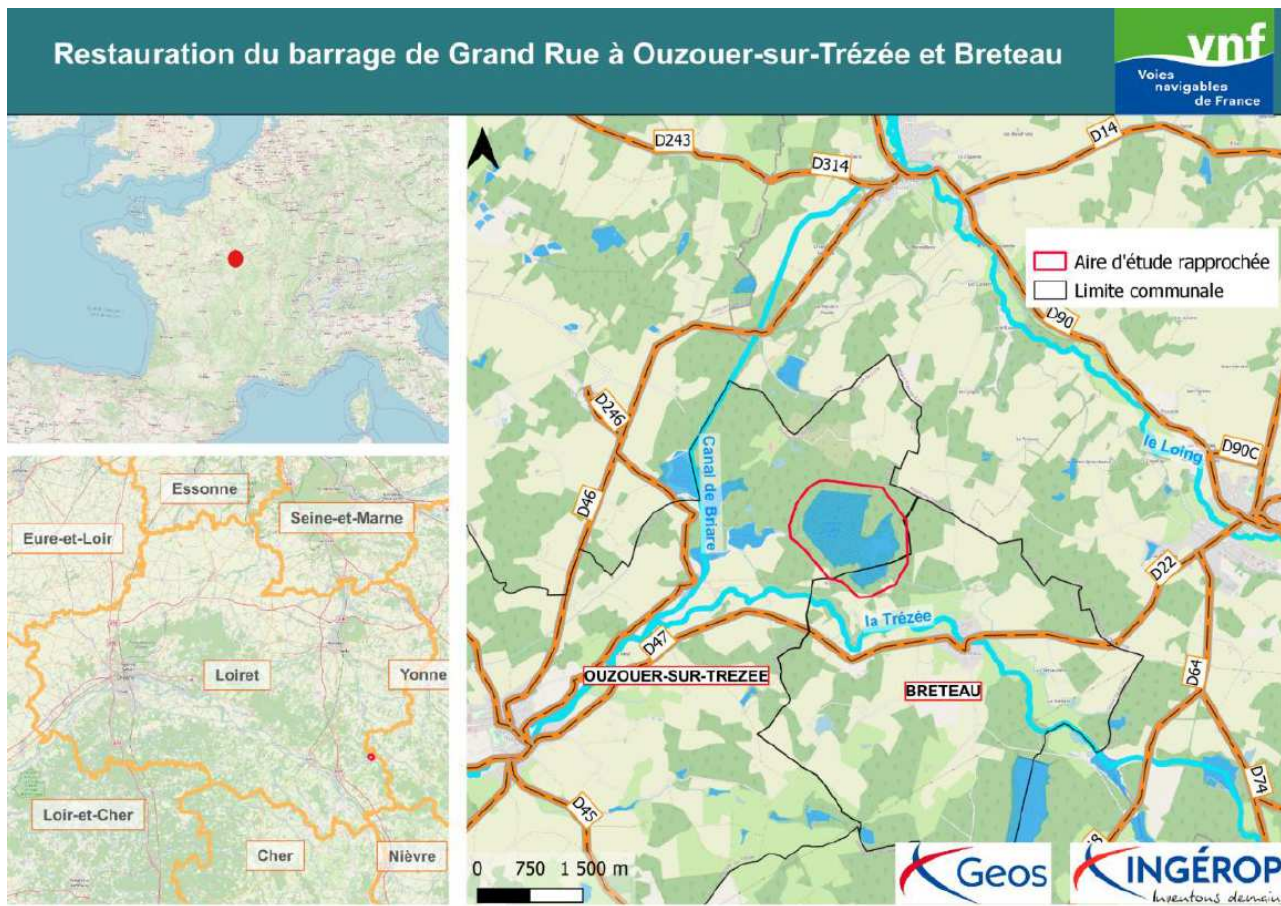 Restauration du barrage de Grand Rue à Ouzouer-sur-Trézée et Breteau
vnf
Voies
navigables
de France
D243
D314
D14
Aire d'étude rapprochée
Limite communale
D90
D246
Canal de Briare
le Loing
D90C
D46
D22
la Trézée
D47
OUZOUER-SUR-TREZEE
BRETEAU
D64
D45
D74
0 750 1 500 m
Geos
INGÉROP
Inventons demain
Essonne
Seine-et-Marne
Eure-et-Loir
Loiret
Yonne
Loir-et-Cher
Cher
Nièvre